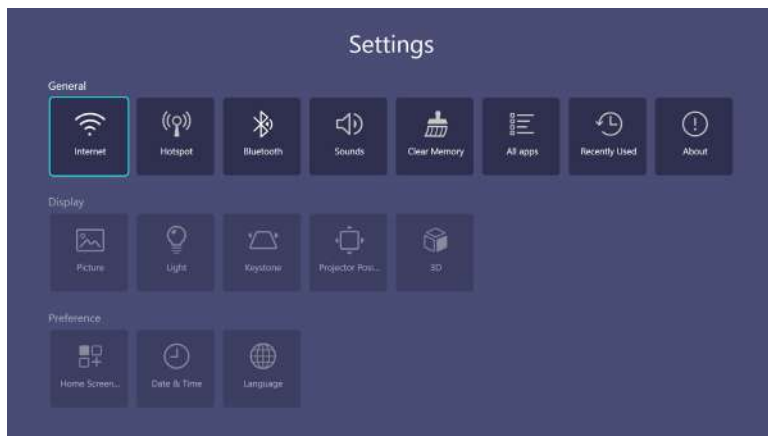 Settings
General
Internet Hotspot Bluetooth Sounds Clear Memory All apps Recently Used About
Display
Picture Light Keystone Projector Posi... 3D
Preference
Home Screen... Date & Time Language